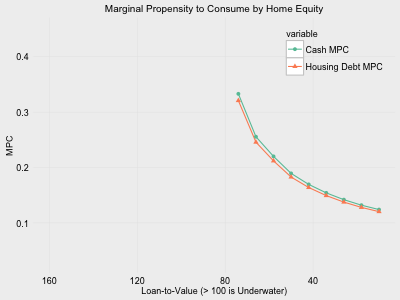 Marginal Propensity to Consume by Home Equity
variable
Cash MPC
Housing Debt MPC
0.4
0.3
0.2
0.1
MPC
160
120
80
40
Loan-to-Value (> 100 is Underwater)